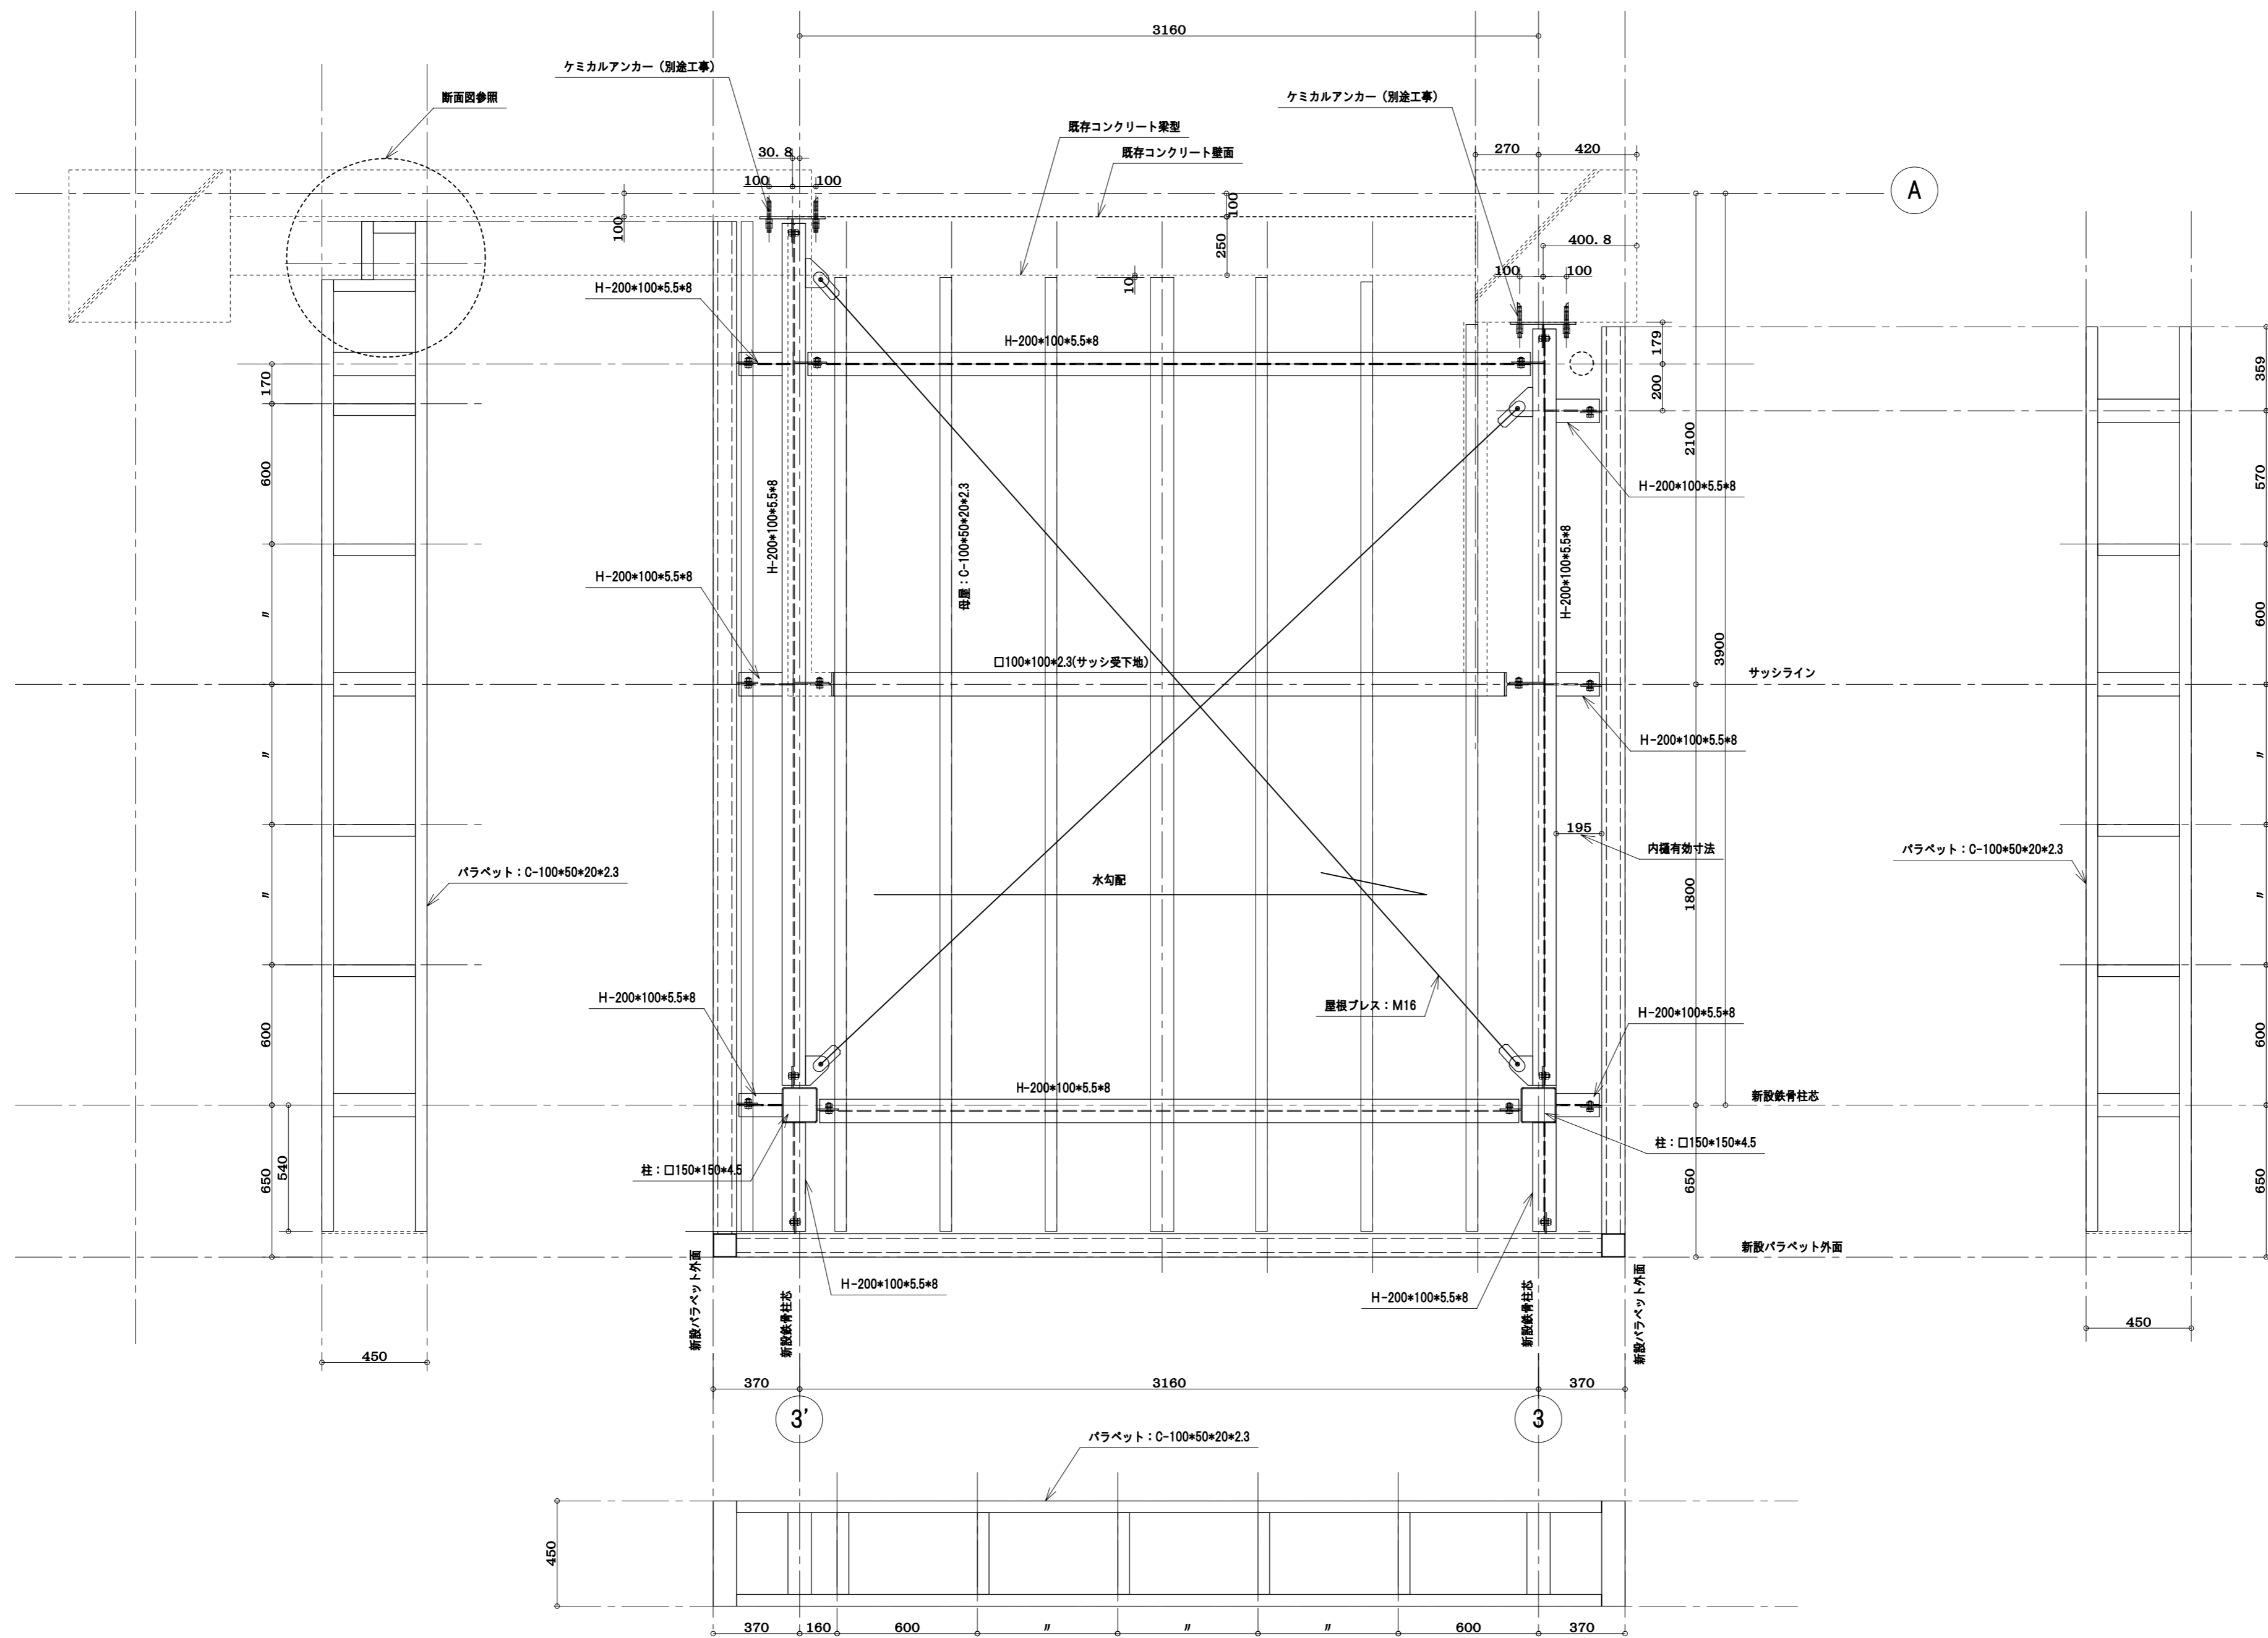 3160
ケミカルアンカー（別途工事）
断面図参照
ケミカルアンカー（別途工事）
既存コンクリート梁型
既存コンクリート壁面
30.8
270
420
100
100
A
100
100
250
400.8
100
100
10
H-200*100*5.5*8
H-200*100*5.5*8
179
200
359
170
2100
600
570
H-200*100*5.5*8
H-200*100*5.5*8
母屋：C-100*50*20*2.3
H-200*100*5.5*8
H-200*100*5.5*8
〃
600
3900
□100*100*2.3(サッシ受下地)
サッシライン
H-200*100*5.5*8
〃
〃
195
内樋有効寸法
パラペット：C-100*50*20*2.3
パラペット：C-100*50*20*2.3
水勾配
〃
1800
〃
H-200*100*5.5*8
屋根ブレス：M16
H-200*100*5.5*8
600
600
H-200*100*5.5*8
新設鉄骨柱芯
柱：□150*150*4.5
柱：□150*150*4.5
650
540
650
650
新設パラペット外面
H-200*100*5.5*8
H-200*100*5.5*8
新設パラペット外面
新設鉄骨柱芯
新設鉄骨柱芯
新設パラペット外面
450
450
370
3160
370
3'
3
パラペット：C-100*50*20*2.3
450
370
160
600
〃
〃
〃
600
370